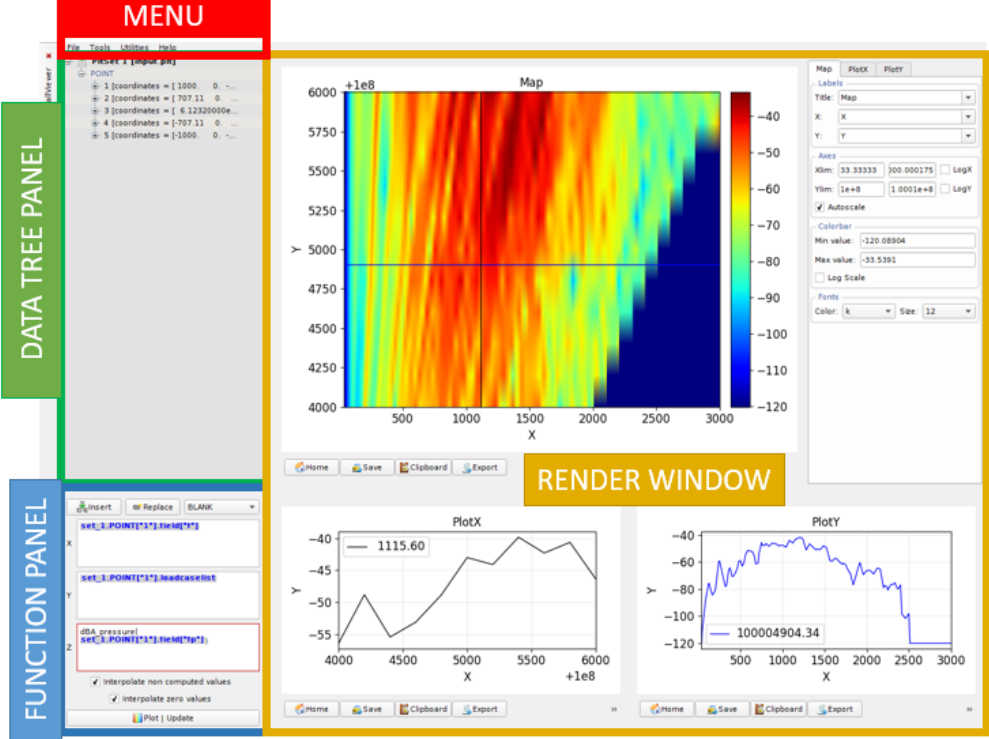 MENU
File Tools Utilities Help
PltSet 1 [input.plt]
POINT
1 [coordinates = [ 1000. 0. -...
2 [coordinates = [ 707.11 0. ...
3 [coordinates = [ 6.12320000e...
4 [coordinates = [-707.11 0. ...
5 [coordinates = [-1000. 0. -...
DATA TREE PANEL
Map
+1e8
6000
5750
5500
5250
5000
4750
4500
4250
4000
Y
500 1000 1500 2000 2500 3000
X
−40
−50
−60
−70
−80
−90
−100
−110
−120
Home Save Clipboard Export
Map PlotX PlotY
Labels
Title: Map
X: X
Y: Y
Axes
Xlim: 33.33333 )00.000175 LogX
Ylim: 1e+8 1.0001e+8 LogY
Autoscale
Colorbar
Min value: -120.08904
Max value: -33.5391
Log Scale
Fonts
Color: k Size: 12
RENDER WINDOW
FUNCTION PANEL
Insert Replace BLANK
X
set_1.POINT["1"].field["f"]
Y
set_1.POINT["1"].loadcaselist
Z
dBA_pressure(
set_1.POINT["1"].field["fp"])
Interpolate non computed values
Interpolate zero values
Plot | Update
PlotX
−40
−45
−50
−55
Y
1115.60
4000 4500 5000 5500 6000
X
+1e8
Home Save Clipboard Export »
PlotY
−40
−60
−80
−100
−120
Y
100004904.34
500 1000 1500 2000 2500 3000
X
Home Save Clipboard Export »